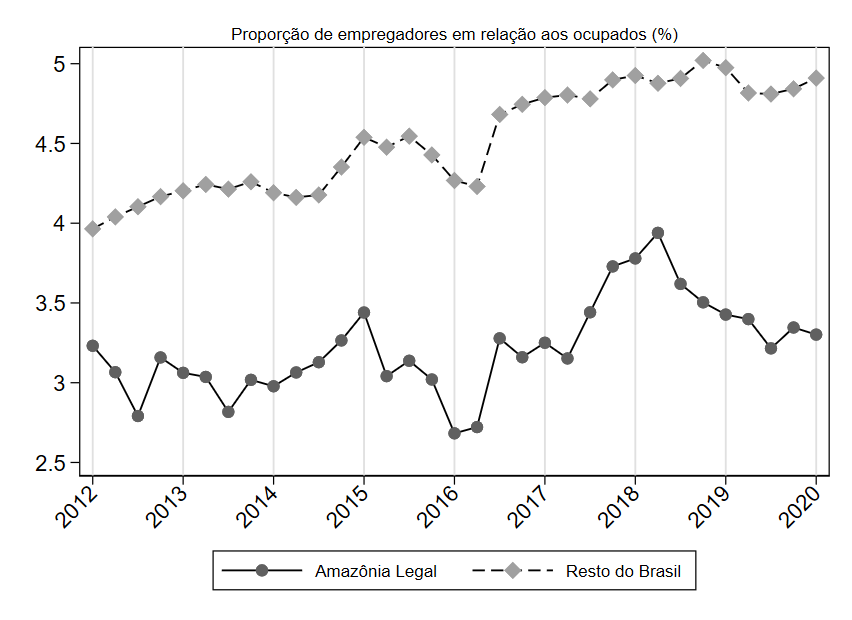 Proporção de empregadores em relação aos ocupados (%)
5
4.5
4
3.5
3
2.5
2012 2013 2014 2015 2016 2017 2018 2019 2020
Amazônia Legal Resto do Brasil